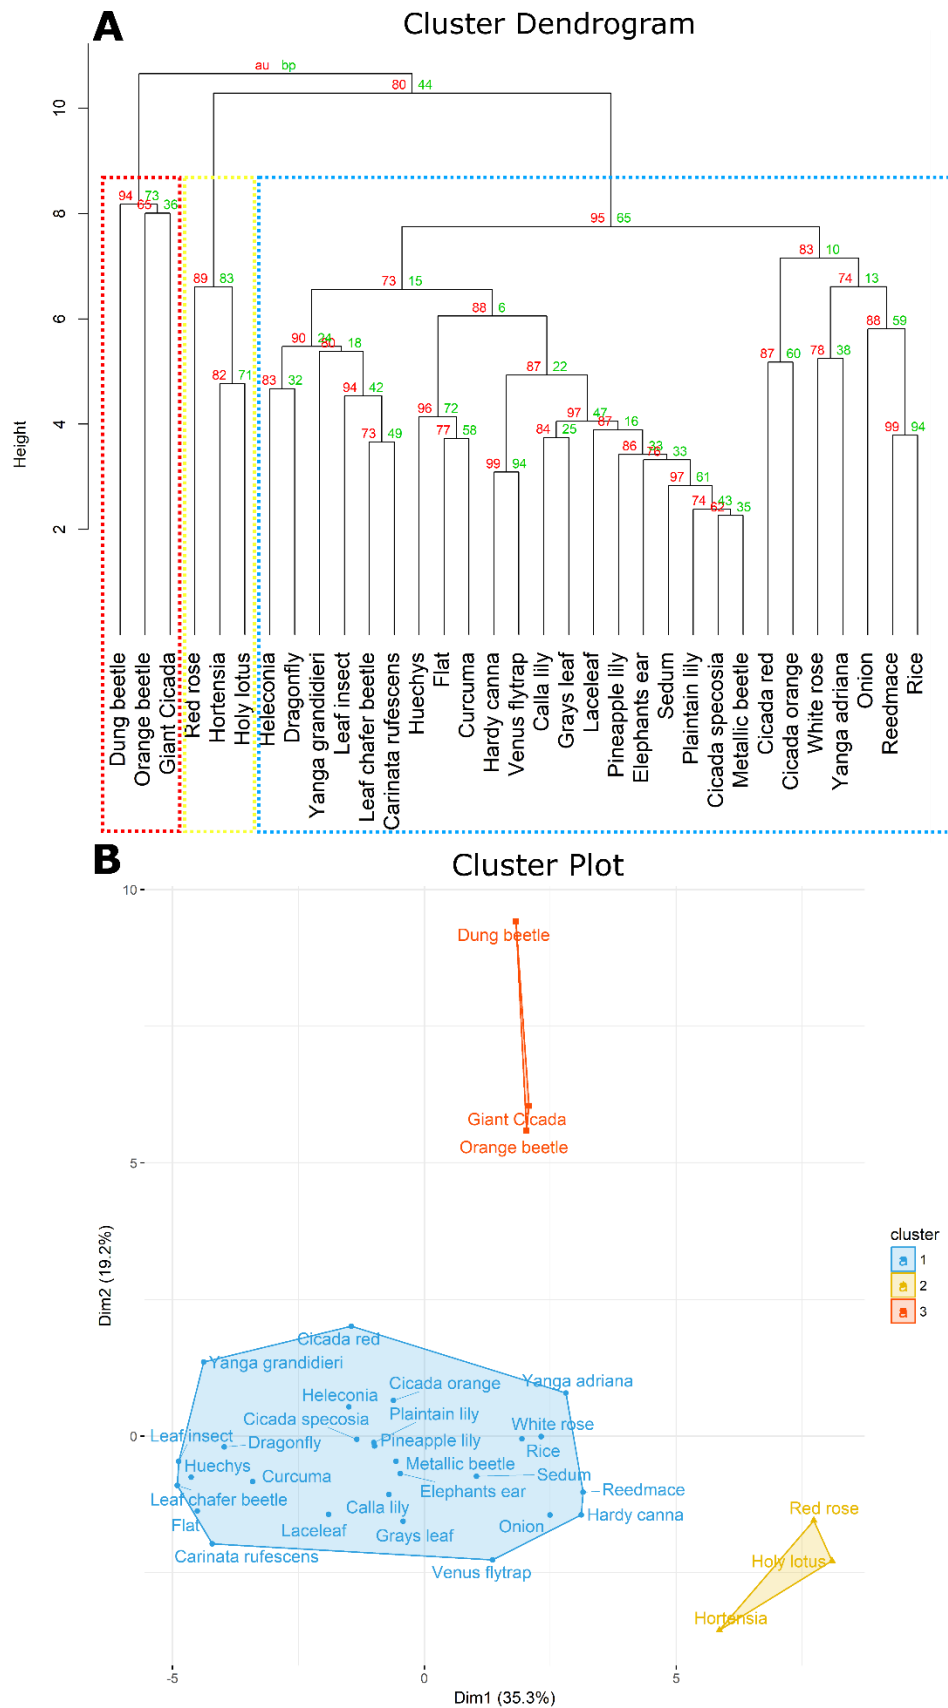 A
Cluster Dendrogram
au bp
80 44
10
94 73
65 36
8
95 65
83 10
89 83
73 15
74 13
88 6
88 59
6
90 24
80 18
87 60
78 38
82 71
83 32
94 42
87 22
96 72
97 47
87 16
4
73 49
77 58
84 25
99 94
86 33
76 33
99 94
97 61
74 43
62 35
2
Height
Dung beetle
Orange beetle
Giant Cicada
Red rose
Hortensia
Holy lotus
Heleconia
Dragonfly
Yanga grandidieri
Leaf insect
Leaf chafer beetle
Carinata rufescens
Huechys
Flat
Curcuma
Hardy canna
Venus flytrap
Calla lily
Grays leaf
Laceleaf
Pineapple lily
Elephants ear
Sedum
Plaintain lily
Cicada specosia
Metallic beetle
Cicada red
Cicada orange
White rose
Yanga adriana
Onion
Reedmace
Rice
B
Cluster Plot
10
Dung beetle
Giant Cicada
Orange beetle
5
Dim2 (19.2%)
cluster
1
2
3
Cicada red
Yanga grandidieri
Yanga adriana
Cicada orange
Heleconia
Cicada specosia
Plaintain lily
White rose
Leaf insect
0
Dragonfly
Pineapple lily
Rice
Huechys
Metallic beetle
Curcuma
Sedum
Elephants ear
Reedmace
Leaf chafer beetle
Calla lily
Hardy canna
Flat
Laceleaf
Grays leaf
Onion
Red rose
Carinata rufescens
Venus flytrap
Holy lotus
Hortensia
-5
0
5
Dim1 (35.3%)